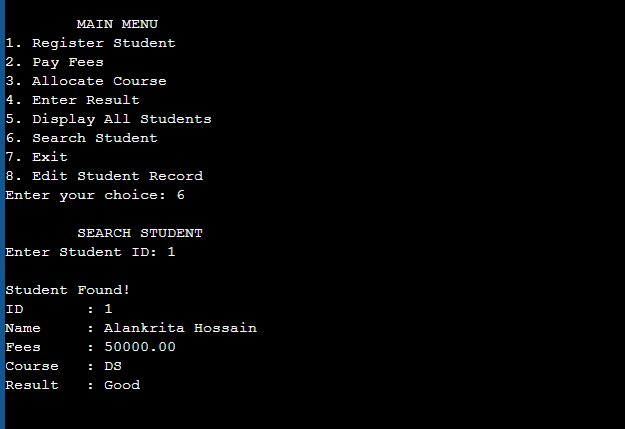 MAIN MENU
1. Register Student
2. Pay Fees
3. Allocate Course
4. Enter Result
5. Display All Students
6. Search Student
7. Exit
8. Edit Student Record
Enter your choice: 6
SEARCH STUDENT
Enter Student ID: 1
Student Found!
ID : 1
Name : Alankrita Hossain
Fees : 50000.00
Course : DS
Result : Good